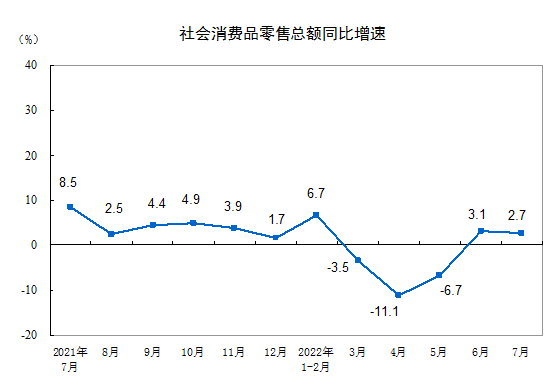 社会消费品零售总额同比增速
（%）
40
30
20
10
0
-10
-20
8.5
2.5
4.4
4.9
3.9
1.7
6.7
-3.5
-11.1
-6.7
3.1
2.7
2021年
7月
8月
9月
10月
11月
12月
2022年
1-2月
3月
4月
5月
6月
7月